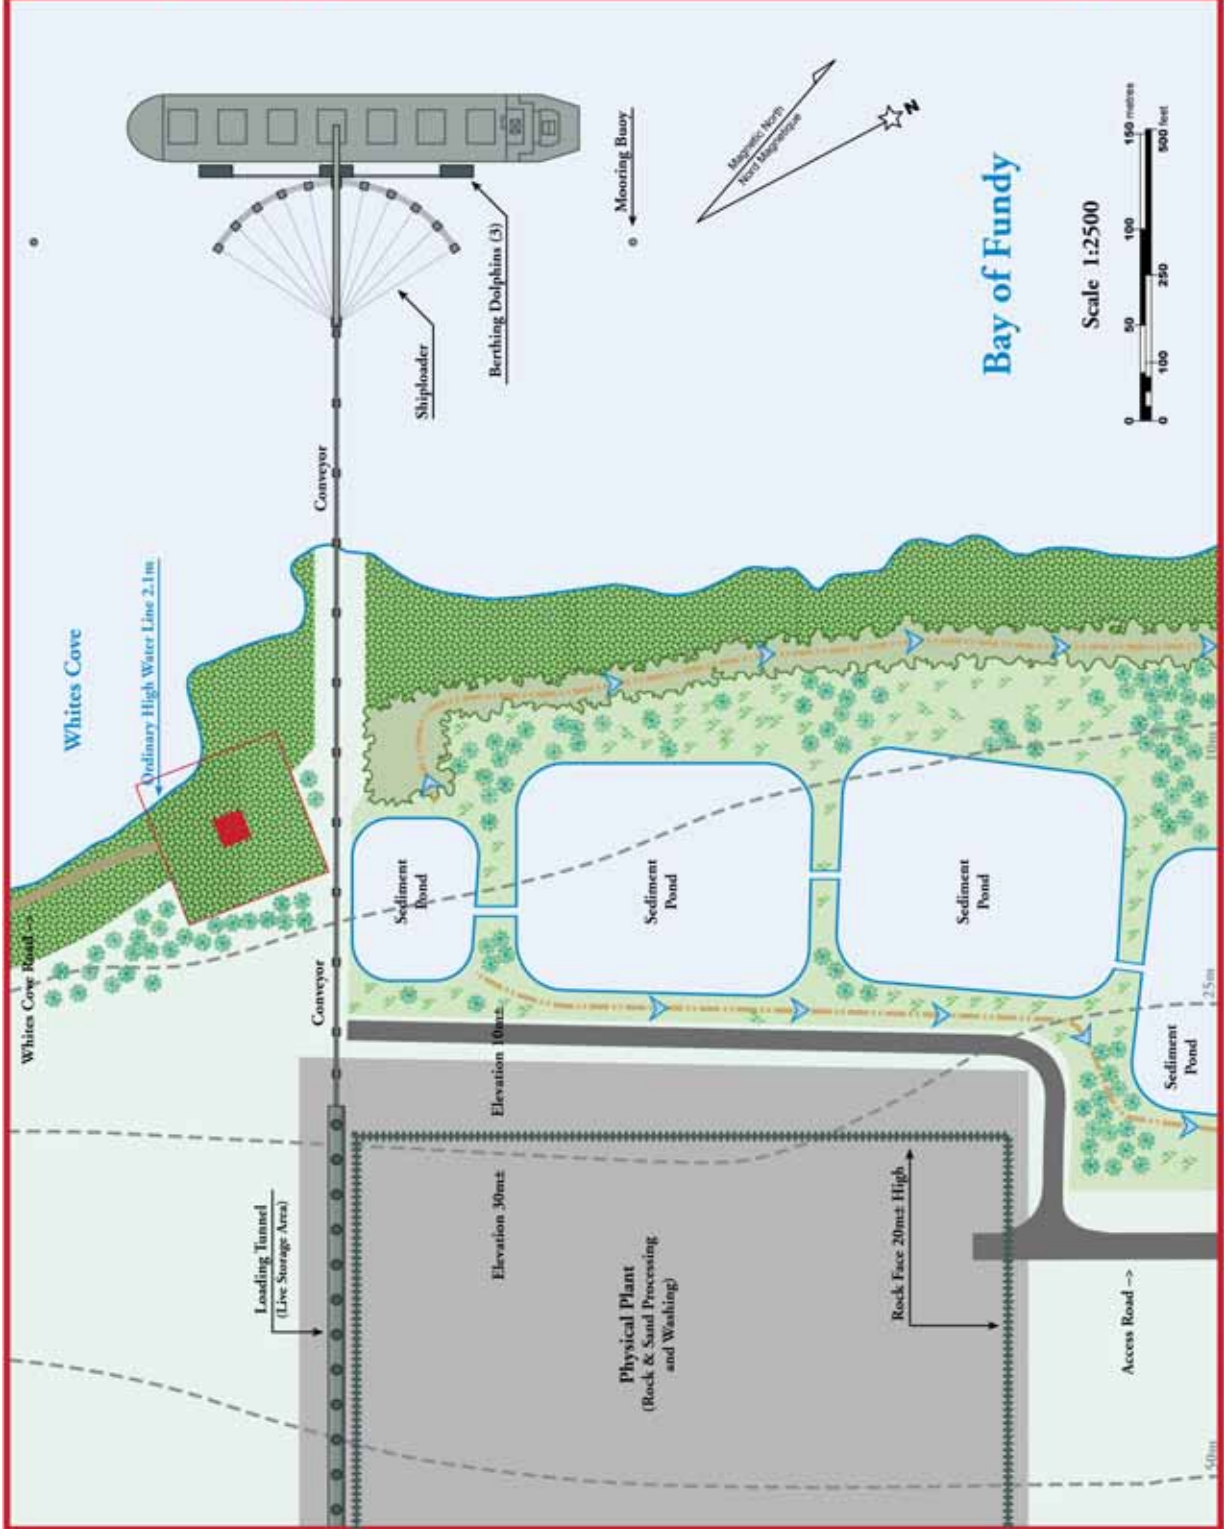 Whites Cove
Ordinary High Water Line 2.1m
Whites Cove Road -->
Conveyor
Conveyor
Loading Tunnel
(Live Storage Area)
Shiploader
Berthing Dolphins (3)
Mooring Buoy
Magnetic North
Nord Magnetique
N
Bay of Fundy
Scale 1:2500
0
50
100
150 metres
0
100
250
500 feet
Sediment
Pond
Sediment
Pond
Sediment
Pond
Sediment
Pond
Elevation 10m±
Elevation 30m±
Physical Plant
(Rock & Sand Processing
and Washing)
Rock Face 20m± High
Access Road -->
10m
25m
50m